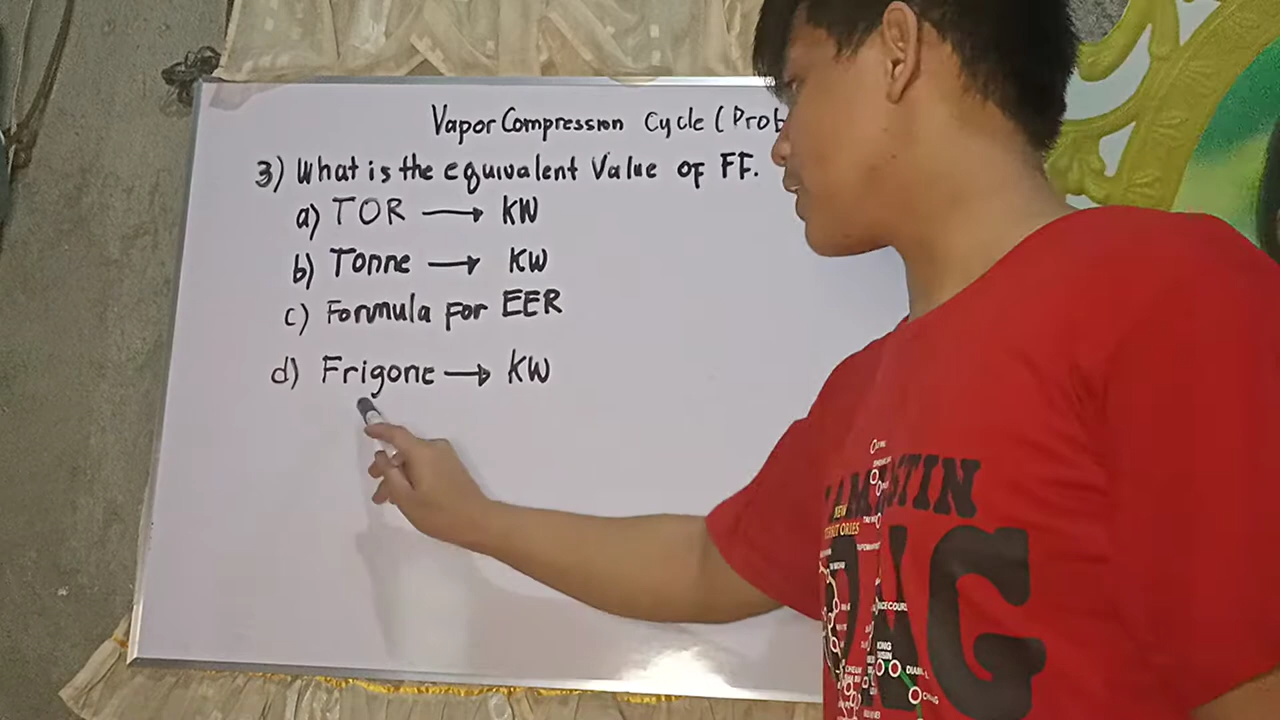 Vapor Compression Cycle (Prob
3) What is the equivalent Value of FF.
a) TOR → KW
b) Tonne → KW
c) Formula for EER
d) Frigone → KW
NEW